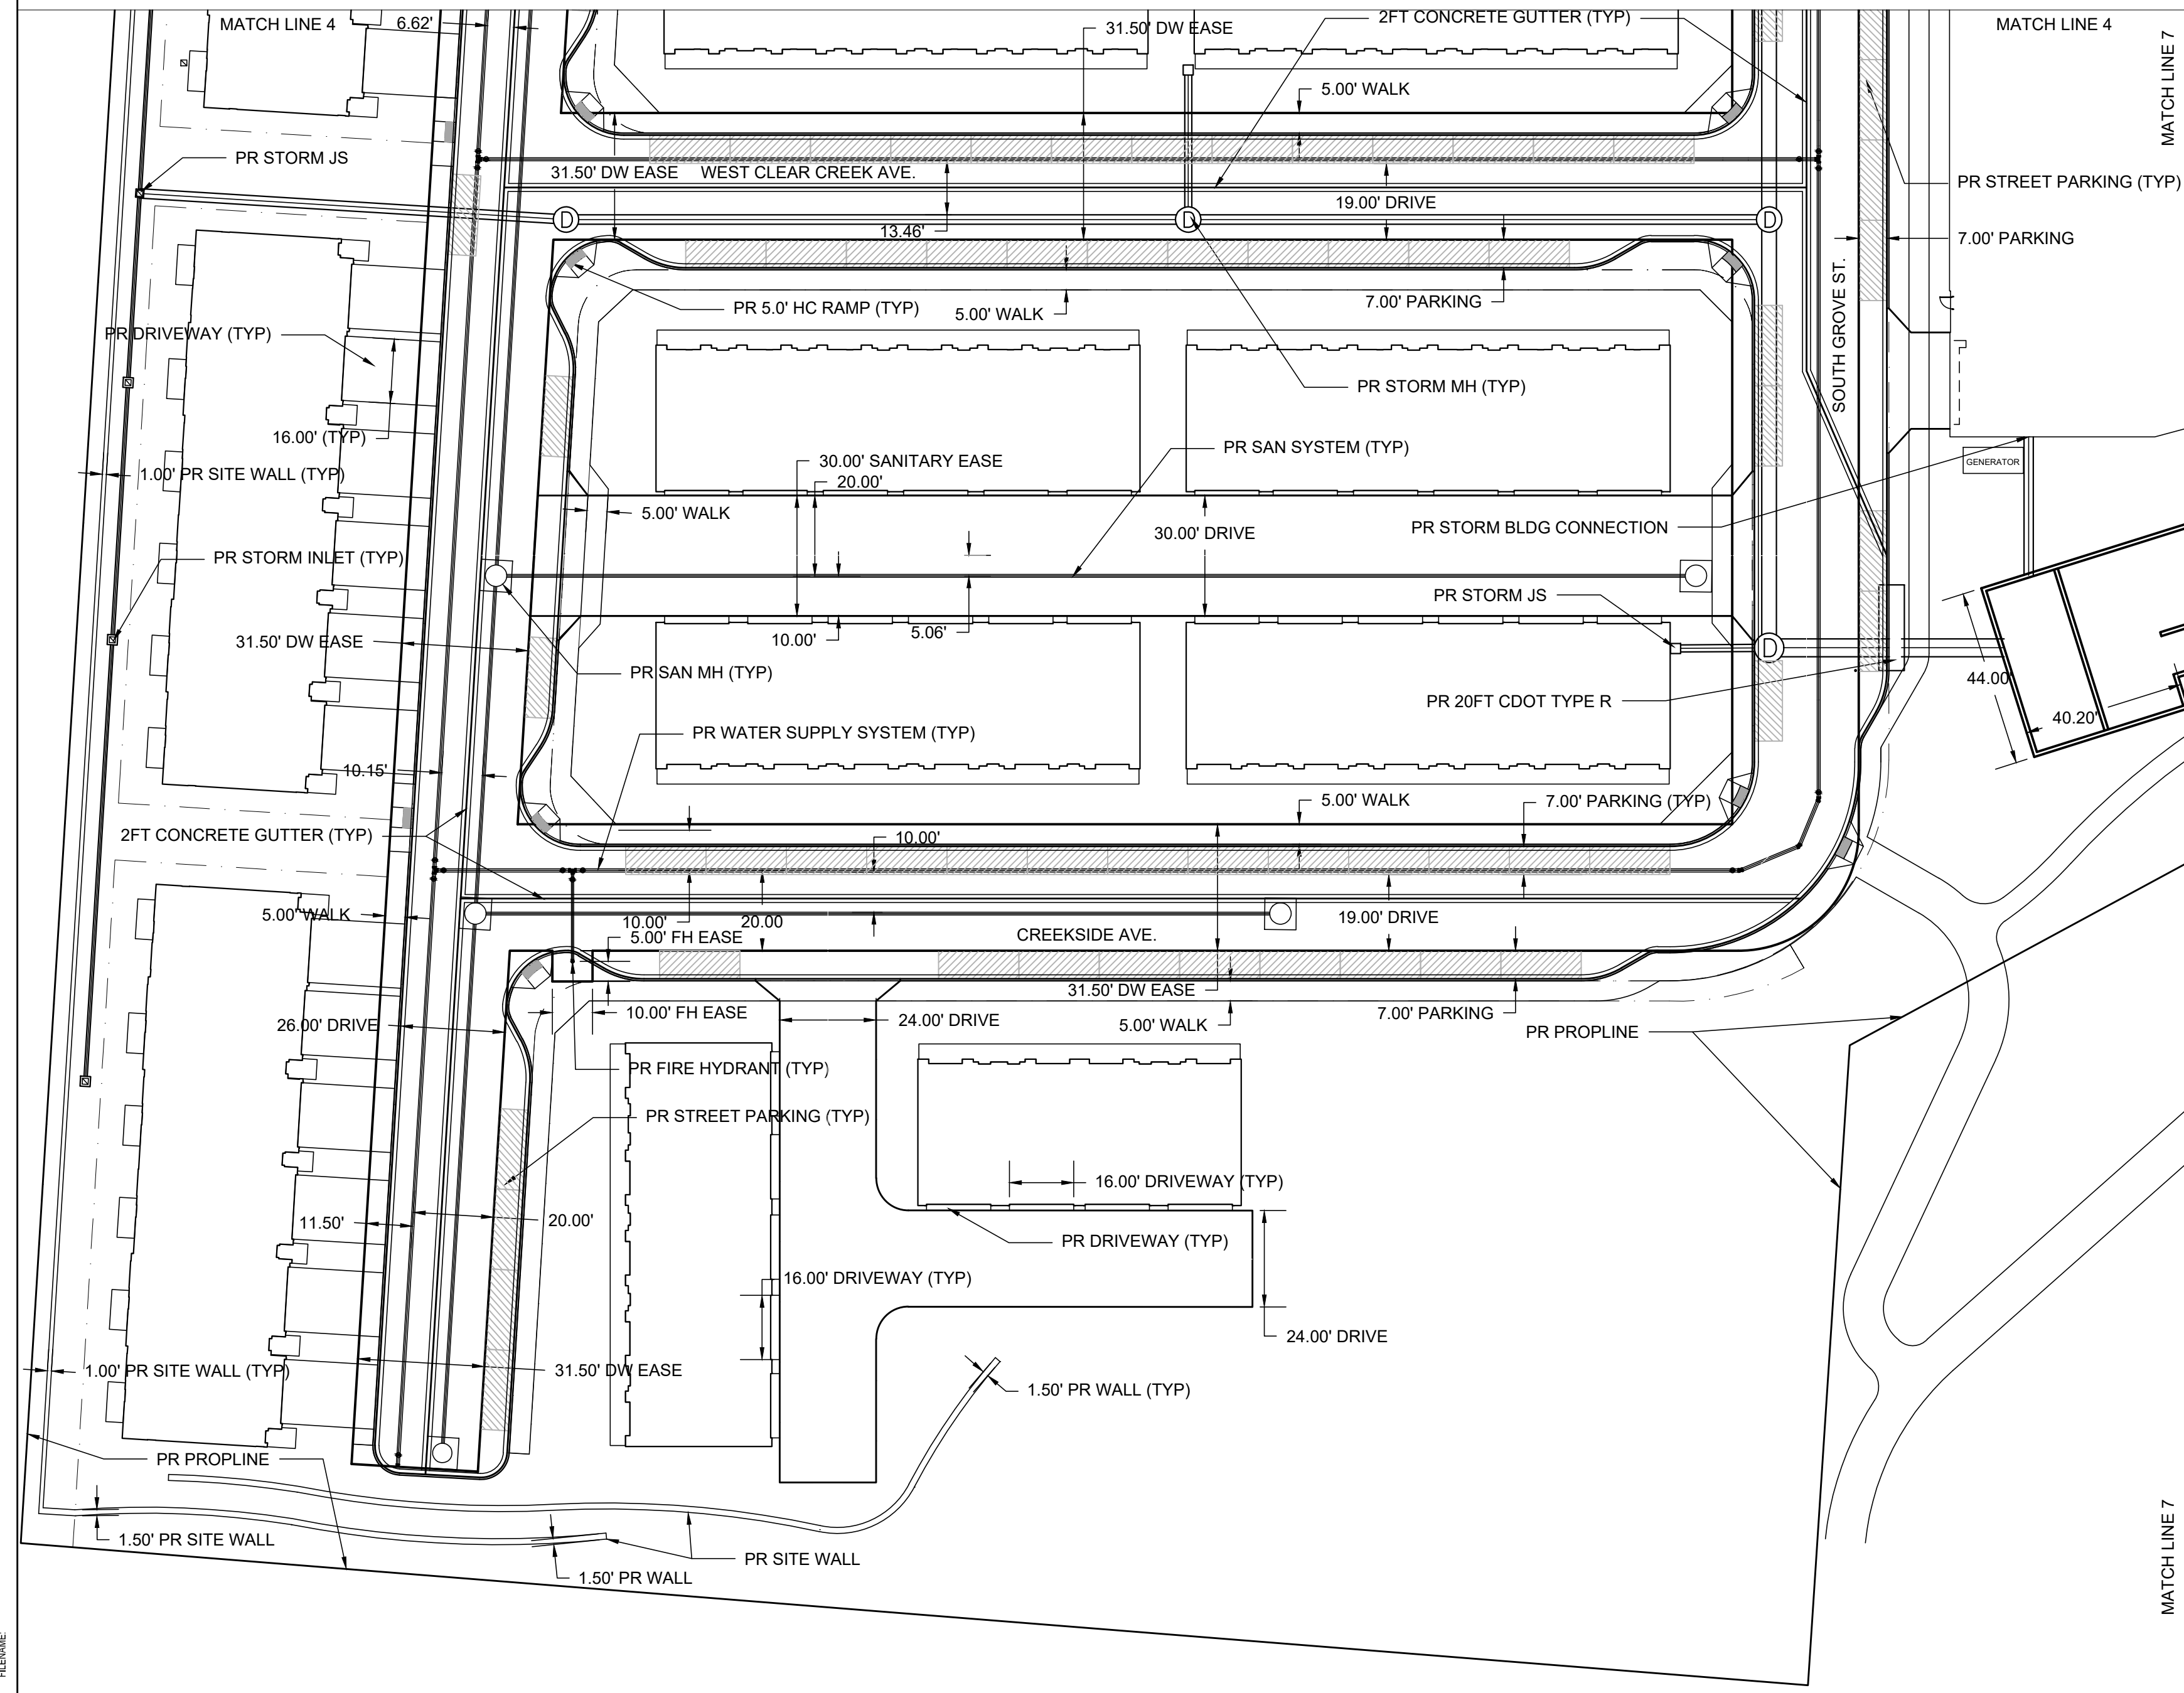 MATCH LINE 4
6.62'
31.50' DW EASE
2FT CONCRETE GUTTER (TYP)
MATCH LINE 4
MATCH LINE 7
5.00' WALK
PR STORM JS
31.50' DW EASE
WEST CLEAR CREEK AVE.
PR STREET PARKING (TYP)
19.00' DRIVE
D
D
D
13.46'
7.00' PARKING
SOUTH GROVE ST.
PR 5.0' HC RAMP (TYP)
5.00' WALK
7.00' PARKING
PR DRIVEWAY (TYP)
PR STORM MH (TYP)
16.00' (TYP)
PR SAN SYSTEM (TYP)
30.00' SANITARY EASE
1.00' PR SITE WALL (TYP)
20.00'
GENERATOR
5.00' WALK
30.00' DRIVE
PR STORM BLDG CONNECTION
PR STORM INLET (TYP)
PR STORM JS
31.50' DW EASE
10.00'
5.06'
D
PR SAN MH (TYP)
44.00'
PR 20FT CDOT TYPE R
40.20'
PR WATER SUPPLY SYSTEM (TYP)
10.15'
5.00' WALK
7.00' PARKING (TYP)
2FT CONCRETE GUTTER (TYP)
10.00'
5.00' WALK
10.00'
20.00
19.00' DRIVE
5.00' FH EASE
CREEKSIDE AVE.
31.50' DW EASE
10.00' FH EASE
26.00' DRIVE
24.00' DRIVE
5.00' WALK
7.00' PARKING
PR PROPLINE
PR FIRE HYDRANT (TYP)
PR STREET PARKING (TYP)
16.00' DRIVEWAY (TYP)
11.50'
20.00'
PR DRIVEWAY (TYP)
16.00' DRIVEWAY (TYP)
24.00' DRIVE
1.00' PR SITE WALL (TYP)
31.50' DW EASE
1.50' PR WALL (TYP)
PR PROPLINE
1.50' PR SITE WALL
PR SITE WALL
1.50' PR WALL
MATCH LINE 7
FILENAME: